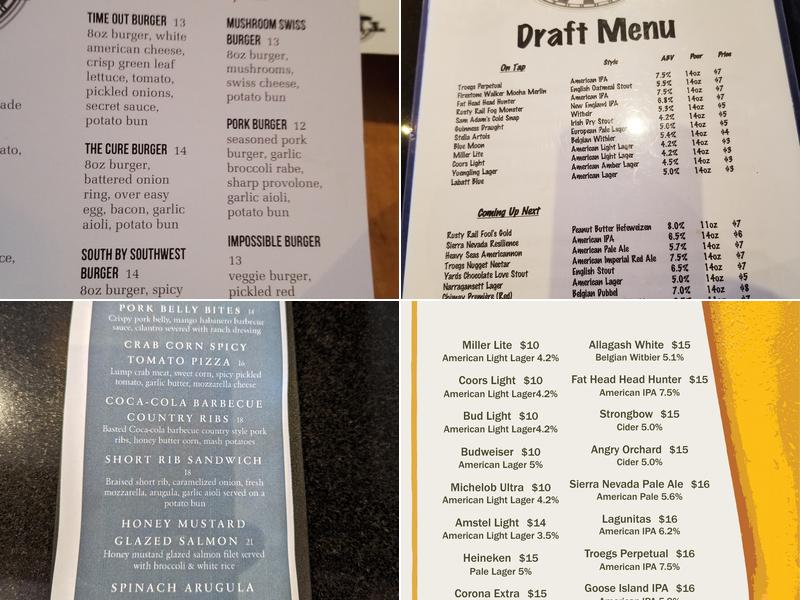 TIME OUT BURGER 13
8oz burger, white
american cheese,
crisp green leaf
lettuce, tomato,
pickled onions,
secret sauce,
potato bun
THE CURE BURGER 14
8oz burger,
battered onion
ring, over easy
egg, bacon, garlic
aioli, potato bun
SOUTH BY SOUTHWEST
BURGER 14
8oz burger, spicy
MUSHROOM SWISS
BURGER 13
8oz burger,
mushrooms,
swiss cheese,
potato bun
PORK BURGER 12
seasoned pork
burger, garlic
broccoli rabe,
sharp provolone,
garlic aioli,
potato bun
IMPOSSIBLE BURGER
13
veggie burger,
pickled red
Draft Menu
On Tap Style ABV Pour Price
Troegs Perpetual American IPA 7.5% 14oz $7
Firestone Walker Mocha Merlin English Oatmeal Stout 5.5% 14oz $7
Fat Head Head Hunter American IPA 7.5% 14oz $7
Rusty Rail Fog Monster New England IPA 6.8% 14oz $7
Sam Adam's Cold Snap Witbier 5.3% 14oz $5
Guinness Draught Irish Dry Stout 4.2% 14oz $5
Stella Artois European Pale Lager 5.0% 14oz $5
Blue Moon Belgian Witbier 5.4% 14oz $4
Miller Lite American Light Lager 4.2% 14oz $3
Coors Light American Light Lager 4.2% 14oz $3
Yuengling Lager American Amber Lager 4.5% 14oz $3
Labatt Blue American Lager 5.0% 14oz $3
Coming Up Next
Rusty Rail Fool's Gold Peanut Butter Hefeweizen 8.0% 11oz $7
Sierra Nevada Resilience American IPA 6.5% 14oz $6
Heavy Seas Americannon American Pale Ale 5.7% 14oz $7
Troegs Nugget Nectar American Imperial Red Ale 7.5% 14oz $7
Yards Chocolate Love Stout English Stout 6.5% 14oz $7
Narragansett Lager American Lager 5.0% 14oz $5
Chimay Première (Red) Belgian Dubbel 7.0% 14oz $8
PORK BELLY BITES 14
Crispy pork belly, mango habanero barbecue
sauce, cilantro severed with ranch dressing
CRAB CORN SPICY
TOMATO PIZZA 16
Lump crab meat, sweet corn, spicy pickled
tomato, garlic butter, mozzarella cheese
COCA-COLA BARBECUE
COUNTRY RIBS 18
Basted Coca-cola barbecue country style pork
ribs, honey butter corn, mash potatoes
SHORT RIB SANDWICH
18
Braised short rib, caramelized onion, fresh
mozzarella, arugula, garlic aioli served on a
potato bun
HONEY MUSTARD
GLAZED SALMON 21
Honey mustard glazed salmon filet served
with broccoli & white rice
SPINACH ARUGULA
Miller Lite $10
American Light Lager 4.2%
Coors Light $10
American Light Lager4.2%
Bud Light $10
American Light Lager4.2%
Budweiser $10
American Lager 5%
Michelob Ultra $10
American Light Lager 4.2%
Amstel Light $14
American Light Lager 3.5%
Heineken $15
Pale Lager 5%
Corona Extra $15
Allagash White $15
Belgian Witbier 5.1%
Fat Head Head Hunter $15
American IPA 7.5%
Strongbow $15
Cider 5.0%
Angry Orchard $15
Cider 5.0%
Sierra Nevada Pale Ale $16
American Pale 5.6%
Lagunitas $16
American IPA 6.2%
Troegs Perpetual $16
American IPA 7.5%
Goose Island IPA $16